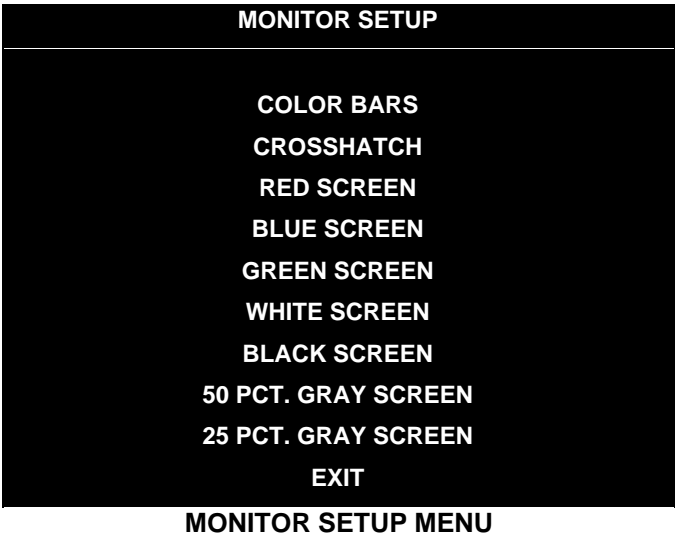 MONITOR SETUP
COLOR BARS
CROSSHATCH
RED SCREEN
BLUE SCREEN
GREEN SCREEN
WHITE SCREEN
BLACK SCREEN
50 PCT. GRAY SCREEN
25 PCT. GRAY SCREEN
EXIT
MONITOR SETUP MENU